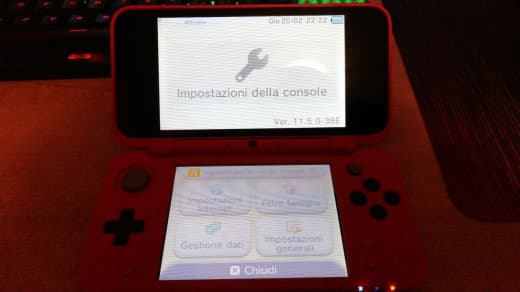 Gio 20/02 22:22
Impostazioni della console
Ver. 11.5.0-38E
Impostazioni
Internet
Filtro famiglia
Gestione dati
Impostazioni
generali
X Chiudi